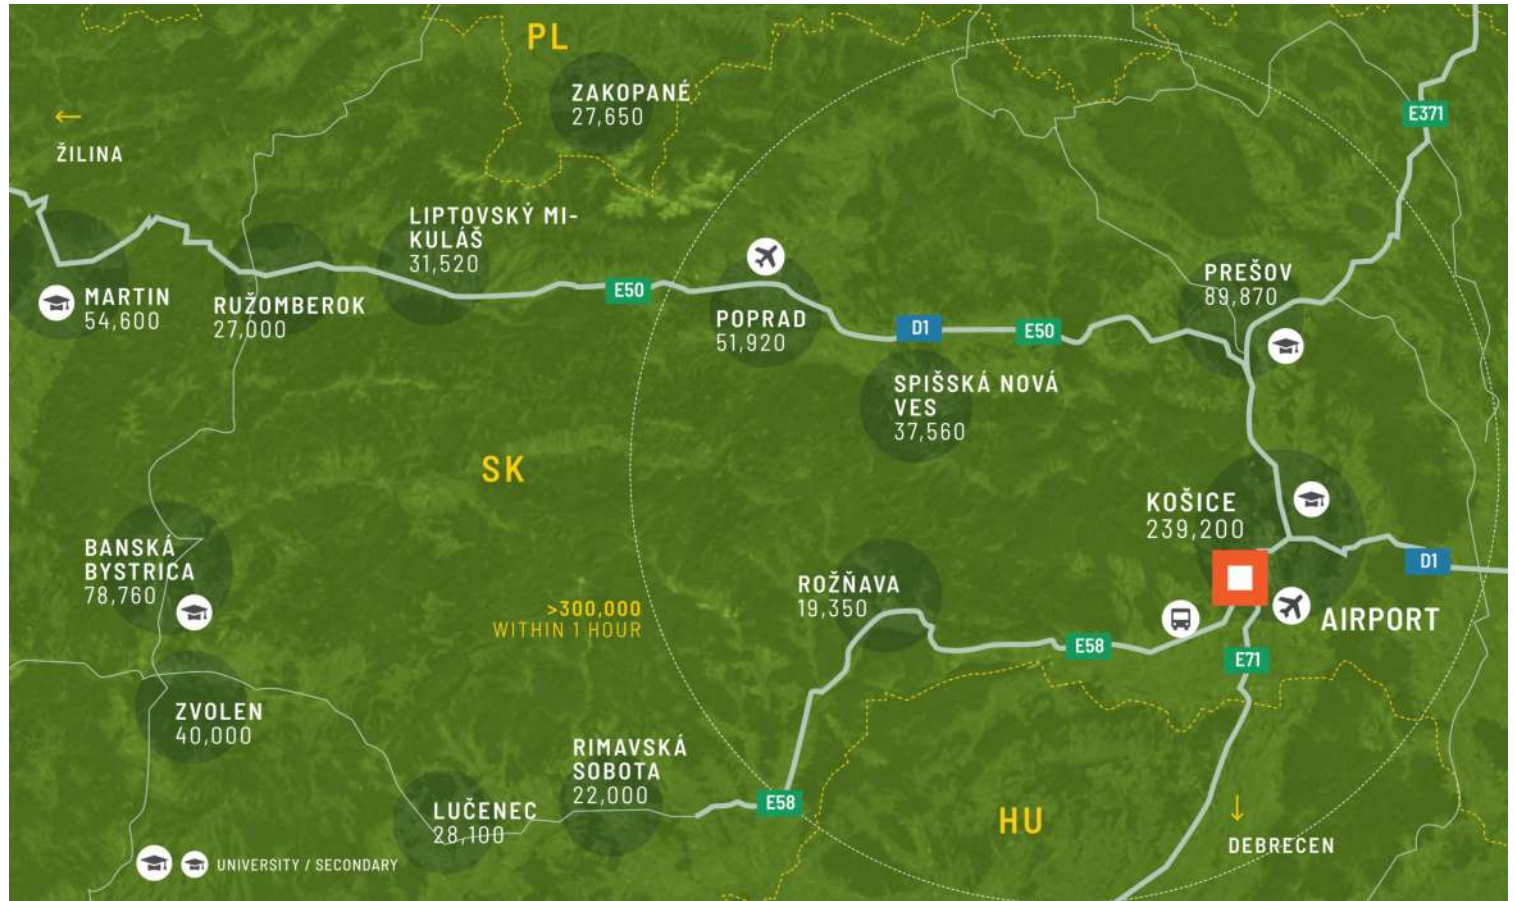 PL
ZAKOPANÉ
27,650
E371
←
ŽILINA
LIPTOVSKÝ MI-
KULÁŠ
31,520
MARTIN
54,600
RUŽOMBEROK
27,000
E50
POPRAD
51,920
D1
E50
PREŠOV
89,870
SPIŠSKÁ NOVÁ
VES
37,560
SK
KOŠICE
239,200
D1
BANSKÁ
BYSTRICA
78,760
>300,000
WITHIN 1 HOUR
ROŽŇAVA
19,350
AIRPORT
E58
E71
ZVOLEN
40,000
RIMAVSKÁ
SOBOTA
22,000
LUČENEC
28,100
E58
HU
↓
DEBRECEN
UNIVERSITY / SECONDARY